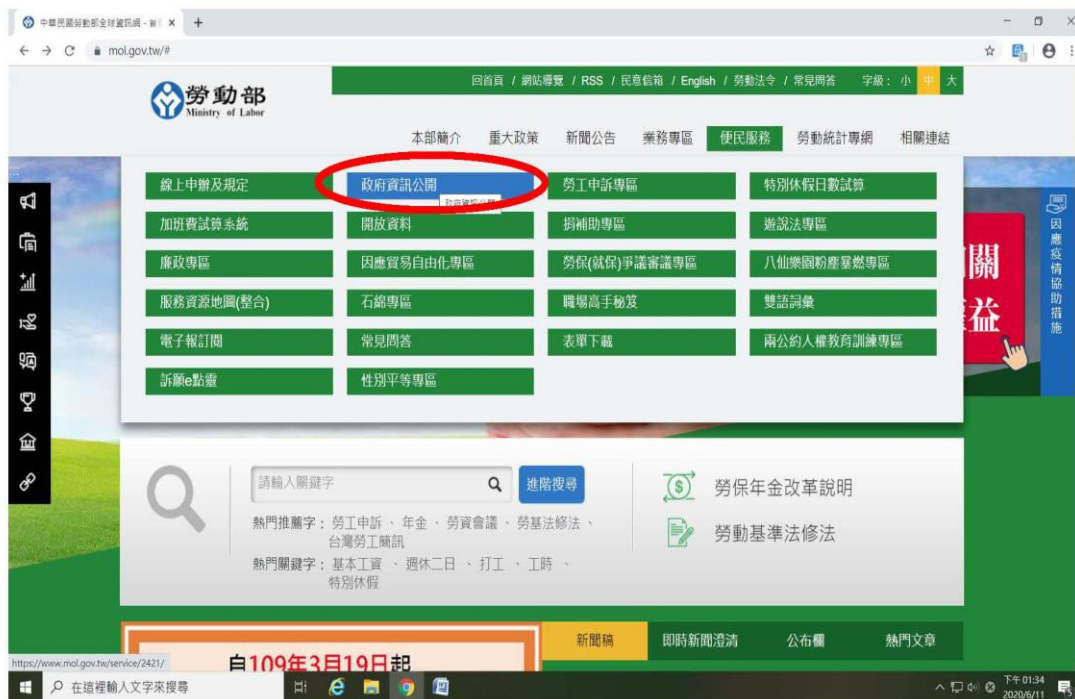 中華民國勞動部全球資訊網 -
mol.gov.tw/#
回首頁 / 網站導覽 / RSS / 民意信箱 / English / 勞動法令 / 常見問答 字級： 小 中 大
勞動部
Ministry of Labor
本部簡介 重大政策 新聞公告 業務專區 便民服務 勞動統計專網 相關連結
線上申辦及規定 政府資訊公開 勞工申訴專區 特別休假日數試算
政府資訊公開
加班費試算系統 開放資料 捐補助專區 遊說法專區
廉政專區 因應貿易自由化專區 勞保(就保)爭議審議專區 八仙樂園粉塵暴燃專區
服務資源地圖(整合) 石綿專區 職場高手秘笈 雙語詞彙
電子報訂閱 常見問答 表單下載 兩公約人權教育訓練專區
訴願e點靈 性別平等專區
關
益
因應疫情協助措施
請輸入關鍵字 進階搜尋
熱門推薦字： 勞工申訴 、 年金 、 勞資會議 、 勞基法修法 、
台灣勞工簡訊
熱門關鍵字： 基本工資 、 週休二日 、 打工 、 工時 、
特別休假
勞保年金改革說明
勞動基準法修法
自109年3月19日起
新聞稿 即時新聞澄清 公布欄 熱門文章
https://www.mol.gov.tw/service/2421/
在這裡輸入文字來搜尋
下午 01:34
2020/6/11